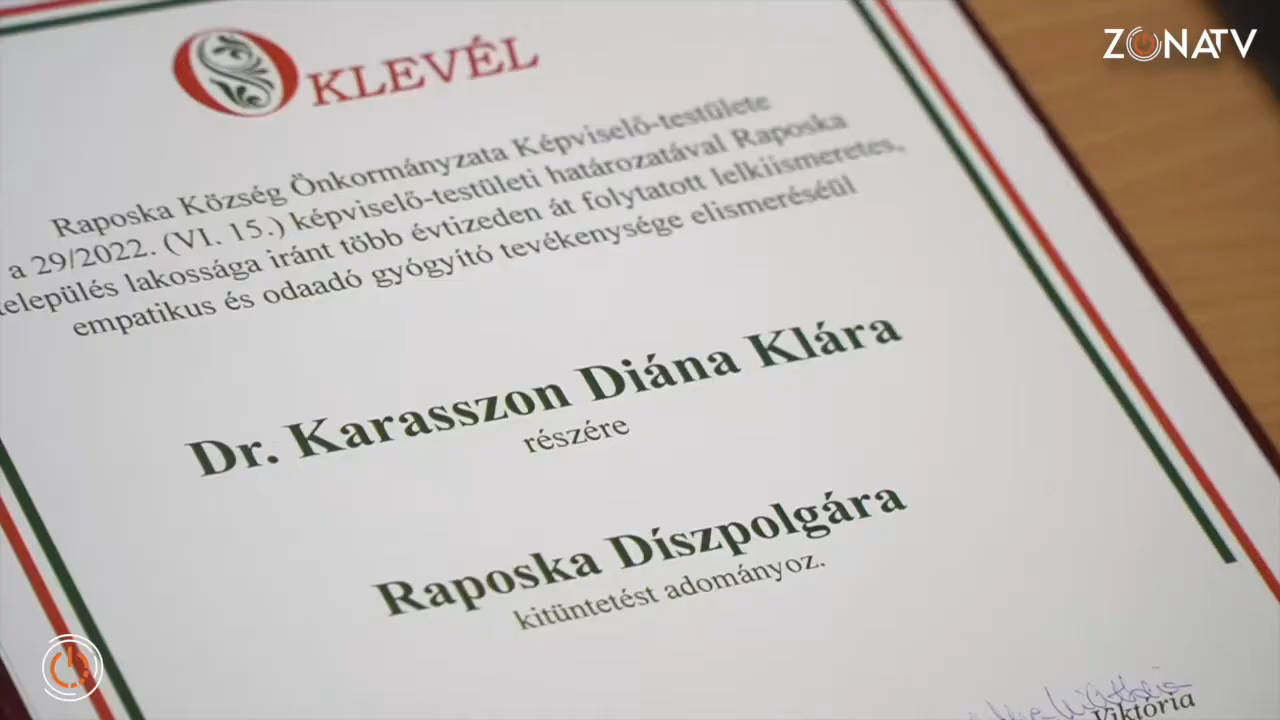 ZONATV
OKLEVÉL
Raposka Község Önkormányzata Képviselő-testülete
a 29/2022. (VI. 15.) képviselő-testületi határozatával Raposka
település lakossága iránt több évtizeden át folytatott lelkiismeretes,
empatikus és odaadó gyógyító tevékenysége elismeréséül
Dr. Karasszon Diána Klára
részére
Raposka Díszpolgára
kitüntetést adományoz.
Viktória